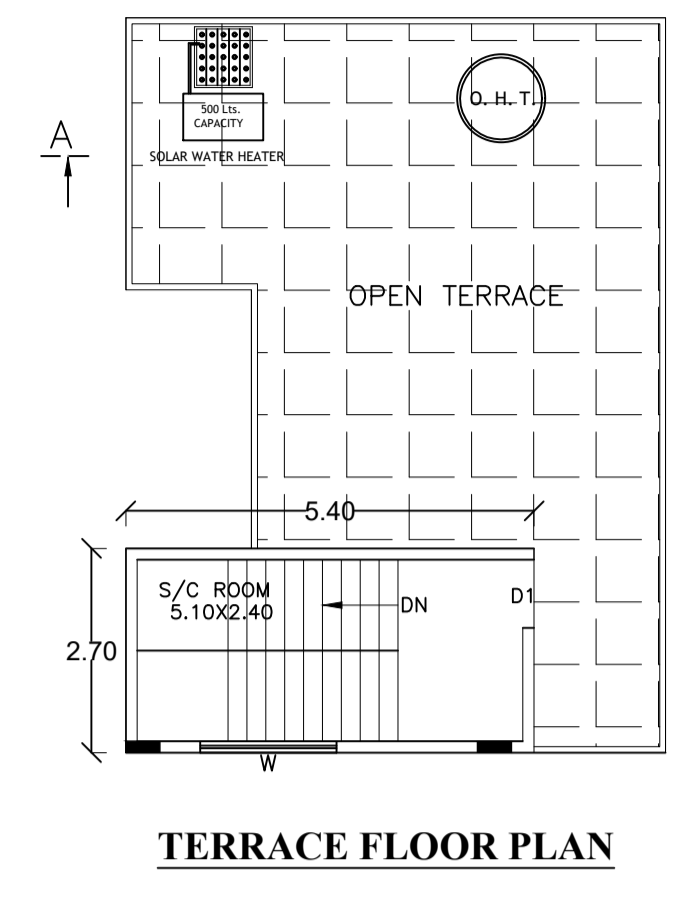 O. H. T.
500 Lts.
CAPACITY
A
SOLAR WATER HEATER
OPEN TERRACE
5.40
S/C ROOM
5.10X2.40
DN
D1
2.70
W
TERRACE FLOOR PLAN